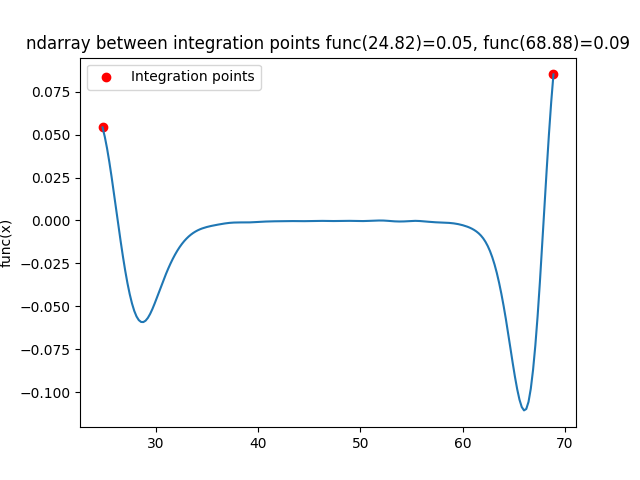 ndarray between integration points func(24.82)=0.05, func(68.88)=0.09
Integration points
0.075
0.050
0.025
0.000
−0.025
−0.050
−0.075
−0.100
func(x)
30 40 50 60 70